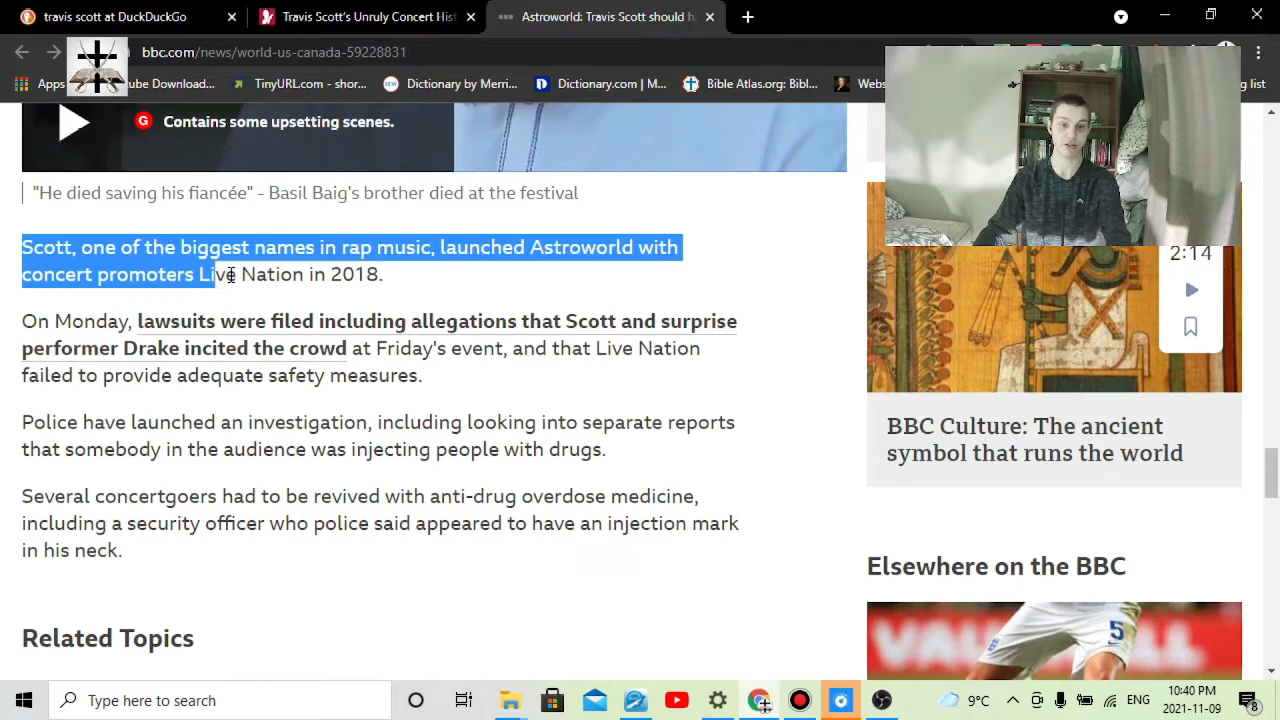 travis scott at DuckDuckGo
Travis Scott's Unruly Concert Hist
Astroworld: Travis Scott should h
bbc.com/news/world-us-canada-59228831
Apps
ube Download...
TinyURL.com - shor...
MW
Dictionary by Merri...
D
Dictionary.com | M...
Bible Atlas.org: Bibl...
Webs
g list
G Contains some upsetting scenes.
"He died saving his fiancée" - Basil Baig's brother died at the festival
Scott, one of the biggest names in rap music, launched Astroworld with
concert promoters Live Nation in 2018.
On Monday, lawsuits were filed including allegations that Scott and surprise
performer Drake incited the crowd at Friday's event, and that Live Nation
failed to provide adequate safety measures.
Police have launched an investigation, including looking into separate reports
that somebody in the audience was injecting people with drugs.
Several concertgoers had to be revived with anti-drug overdose medicine,
including a security officer who police said appeared to have an injection mark
in his neck.
Related Topics
2:14
BBC Culture: The ancient
symbol that runs the world
Elsewhere on the BBC
VAUXHALL
5
Type here to search
9°C
ENG
10:40 PM
2021-11-09
8